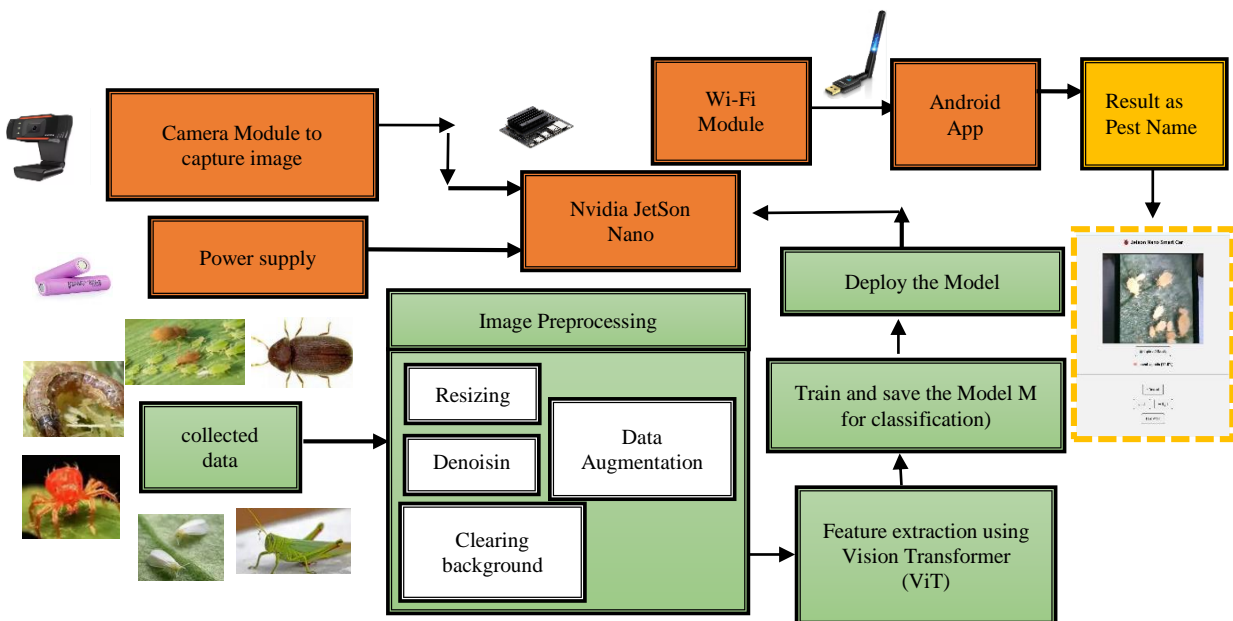 Wi-Fi
Module
Android
App
Result as
Pest Name
Camera Module to
capture image
Nvidia JetSon
Nano
Power supply
Jetson Nano Smart Car
Deploy the Model
Image Preprocessing
Resizing
Denoisin
Data
Augmentation
Clearing
background
collected
data
Train and save the Model M
for classification)
Feature extraction using
Vision Transformer
(ViT)